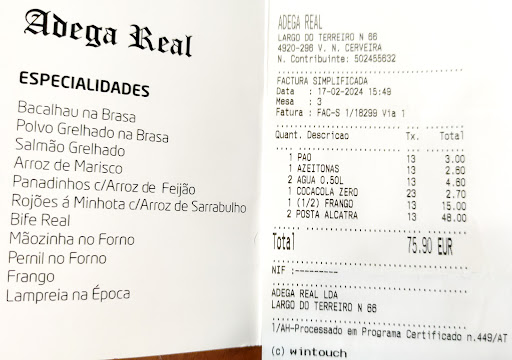 Adega Real
ESPECIALIDADES
Bacalhau na Brasa
Polvo Grelhado na Brasa
Salmão Grelhado
Arroz de Marisco
Panadinhos c/Arroz de Feijão
Rojões á Minhota c/Arroz de Sarrabulho
Bife Real
Mãozinha no Forno
Pernil no Forno
Frango
Lampreia na Época
ADEGA REAL
LARGO DO TERREIRO N 66
4920-296 V. N. CERVEIRA
N. Contribuinte: 502455632
FACTURA SIMPLIFICADA
Data : 17-02-2024 15:49
Mesa : 3
Fatura : FAC-S 1/18299 Via 1
Quant. Descricao Tx. Total
1 PAO 13 3.00
1 AZEITONAS 13 2.60
2 AGUA 0.50L 13 4.60
1 COCACOLA ZERO 23 2.70
1 (1/2) FRANGO 13 15.00
2 POSTA ALCATRA 13 48.00
Total 75.90 EUR
NIF :---------
ADEGA REAL LDA
LARGO DO TERREIRO N 66
1/AH-Processado em Programa Certificado n.449/AT
(c) wintouch